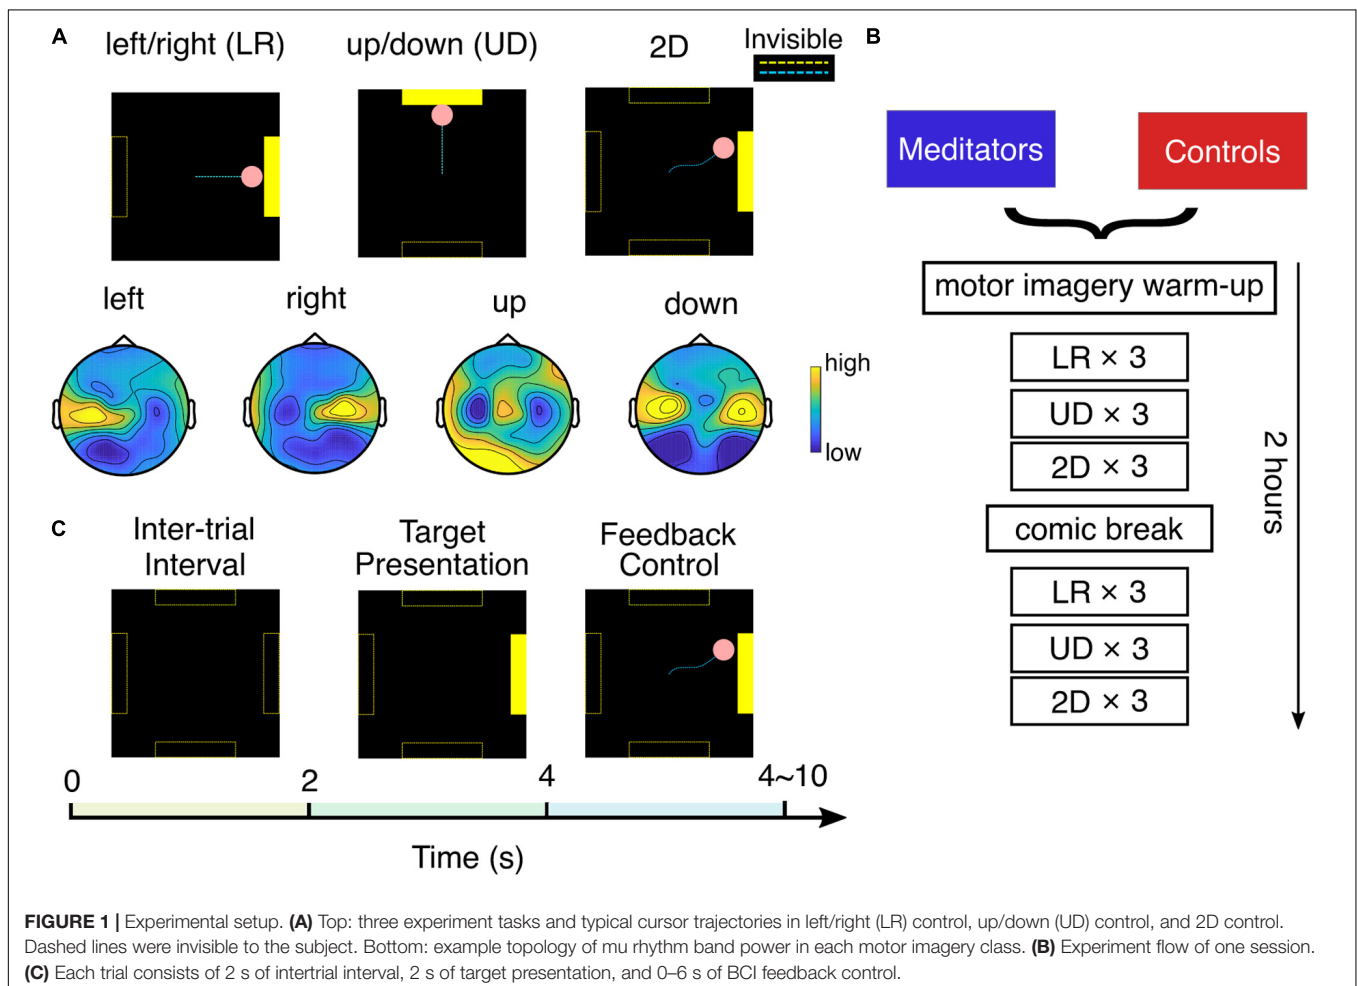 A
left/right (LR)
up/down (UD)
2D
Invisible
left
right
up
down
high
low
B
Meditators
Controls
motor imagery warm-up
LR × 3
UD × 3
2D × 3
comic break
LR × 3
UD × 3
2D × 3
2 hours
C
Inter-trial
Interval
Target
Presentation
Feedback
Control
0
2
4
4~10
Time (s)
FIGURE 1 | Experimental setup. (A) Top: three experiment tasks and typical cursor trajectories in left/right (LR) control, up/down (UD) control, and 2D control.
Dashed lines were invisible to the subject. Bottom: example topology of mu rhythm band power in each motor imagery class. (B) Experiment flow of one session.
(C) Each trial consists of 2 s of intertrial interval, 2 s of target presentation, and 0–6 s of BCI feedback control.